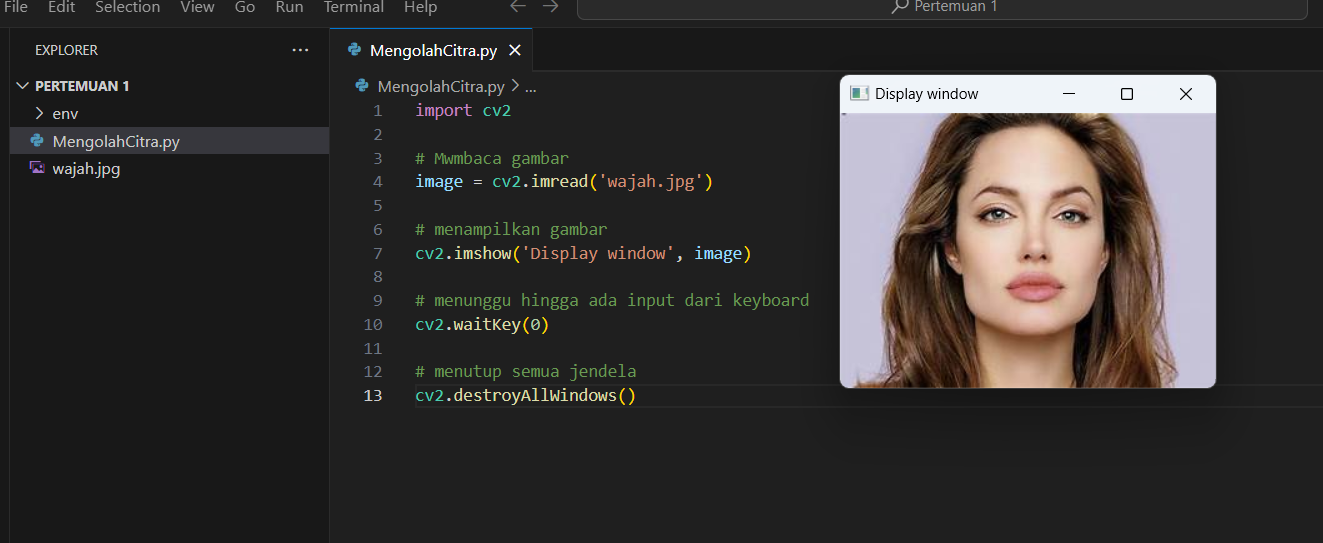 File Edit Selection View Go Run Terminal Help
Pertemuan 1
EXPLORER ...
MengolahCitra.py
PERTEMUAN 1
env
MengolahCitra.py
wajah.jpg
MengolahCitra.py > ...
1 import cv2
2
3 # Mwmbaca gambar
4 image = cv2.imread('wajah.jpg')
5
6 # menampilkan gambar
7 cv2.imshow('Display window', image)
8
9 # menunggu hingga ada input dari keyboard
10 cv2.waitKey(0)
11
12 # menutup semua jendela
13 cv2.destroyAllWindows()
Display window